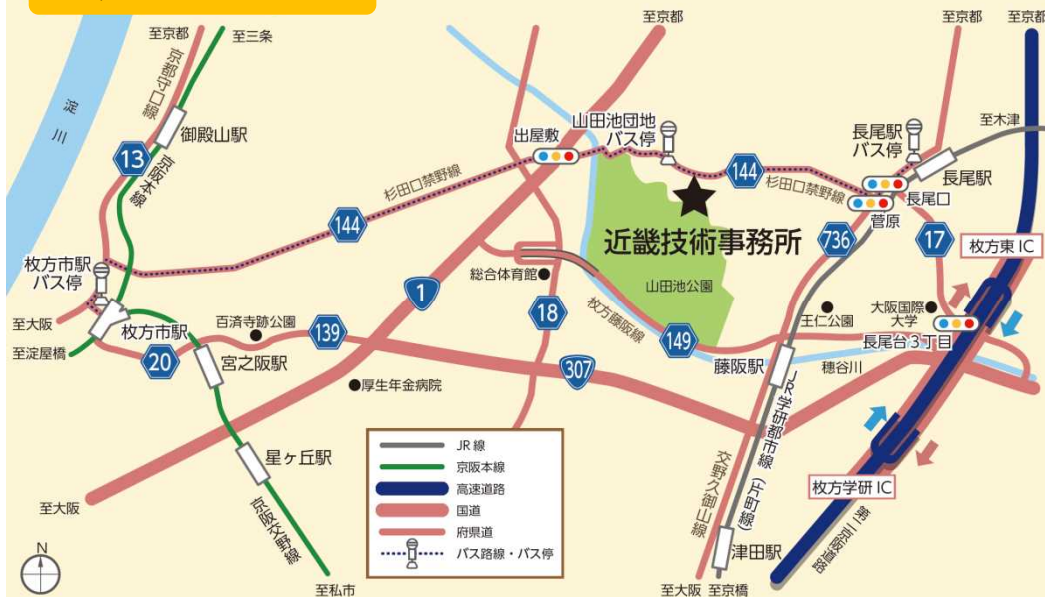 至京都
至三条
至京都
至京都
至京都
淀川
京都守口線
御殿山駅
13
京阪本線
出屋敷
山田池団地
バス停
長尾駅
バス停
至木津
長尾駅
144
杉田口禁野線
144
杉田口禁野線
長尾口
菅原
近畿技術事務所
736
17
枚方東IC
枚方市駅
バス停
1
総合体育館
山田池公園
18
枚方藤阪線
149
王仁公園
大阪国際
大学
長尾台3丁目
至大阪
枚方市駅
至淀屋橋
20
百済寺跡公園
139
宮之阪駅
307
藤阪駅
穂谷川
厚生年金病院
JR学研都市線(片町線)
星ヶ丘駅
京阪交野線
交野久御山線
枚方学研IC
第二京阪道路
至大阪
津田駅
至私市
至大阪
至京橋
N
JR線
京阪本線
高速道路
国道
府県道
バス路線・バス停